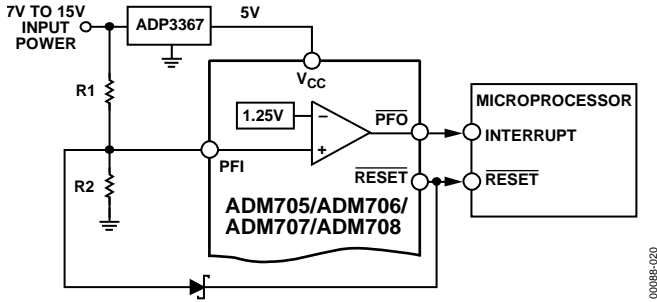 7V TO 15V
INPUT
POWER
ADP3367
5V
VCC
R1
1.25V
–
+
PFO
PFI
R2
RESET
ADM705/ADM706/
ADM707/ADM708
MICROPROCESSOR
INTERRUPT
RESET
00088-020